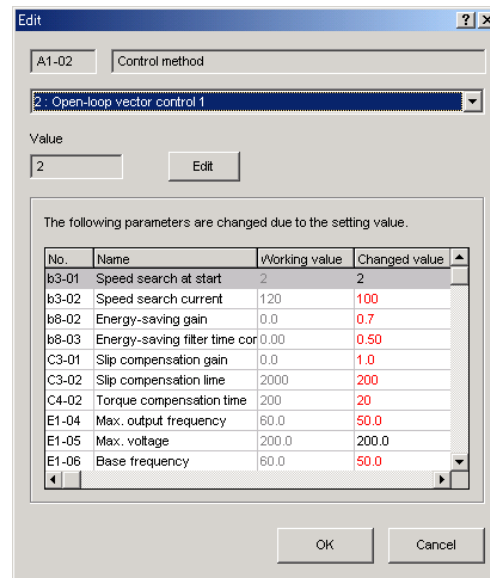 Edit
A1-02 Control method
2 : Open-loop vector control 1
Value
2 Edit
The following parameters are changed due to the setting value.
No. Name Working value Changed value
b3-01 Speed search at start 2 2
b3-02 Speed search current 120 100
b8-02 Energy-saving gain 0.0 0.7
b8-03 Energy-saving filter time cor 0.00 0.50
C3-01 Slip compensation gain 0.0 1.0
C3-02 Slip compensation lime 2000 200
C4-02 Torque compensation time 200 20
E1-04 Max. output frequency 60.0 50.0
E1-05 Max. voltage 200.0 200.0
E1-06 Base frequency 60.0 50.0
OK Cancel